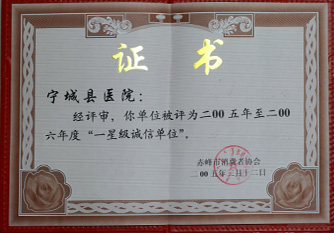 证书
宁城县医院：
经评审，你单位被评为二00五年至二00
六年度“一星级诚信单位”。
赤峰市消费者协会
二00五年三月十二日